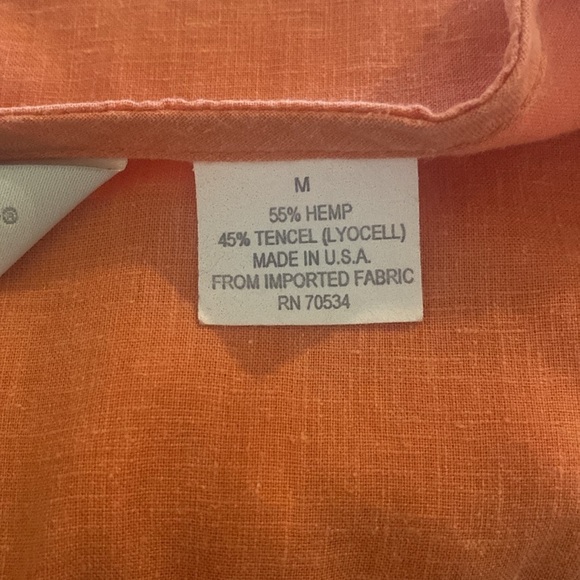 M
55% HEMP
45% TENCEL (LYOCELL)
MADE IN U.S.A.
FROM IMPORTED FABRIC
RN 70534
®